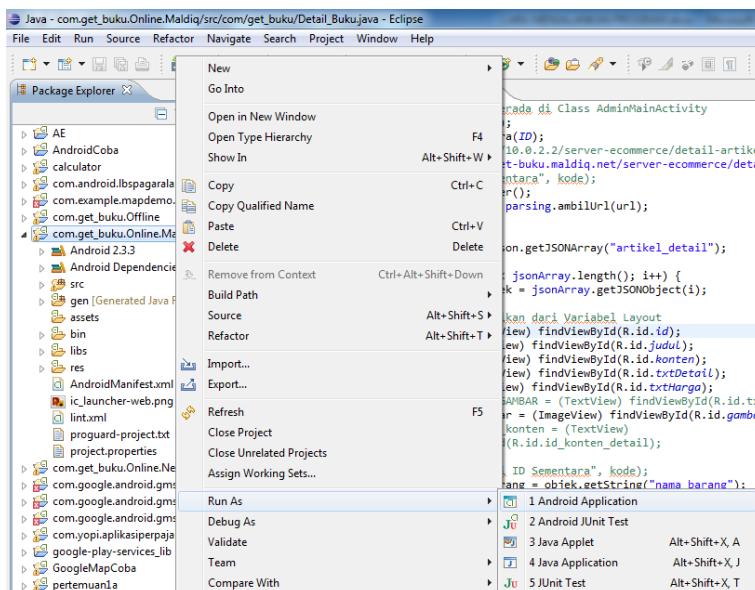 Java - com.get_buku.Online.Maldiq/src/com/get_buku/Detail_Buku.java - Eclipse
File Edit Run Source Refactor Navigate Search Project Window Help
Package Explorer
AE
AndroidCoba
calculator
com.android.lbspagarala
com.example.mapdemo.
com.get_buku.Offline
com.get_buku.Online.Ma
Android 2.3.3
Android Dependencie
src
gen [Generated Java F
assets
bin
libs
res
AndroidManifest.xml
ic_launcher-web.png
lint.xml
proguard-project.txt
project.properties
com.get_buku.Online.Ne
com.google.android.gms
com.google.android.gms
com.google.android.gms
com.yopi.aplikasiperpaja
google-play-services_lib
GoogleMapCoba
pertemuan1a
New
Go Into
Open in New Window
Open Type Hierarchy F4
Show In Alt+Shift+W
Copy Ctrl+C
Copy Qualified Name
Paste Ctrl+V
Delete Delete
Remove from Context Ctrl+Alt+Shift+Down
Build Path
Source Alt+Shift+S
Refactor Alt+Shift+T
Import...
Export...
Refresh F5
Close Project
Close Unrelated Projects
Assign Working Sets...
Run As
Debug As
Validate
Team
Compare With
1 Android Application
2 Android JUnit Test
3 Java Applet Alt+Shift+X, A
4 Java Application Alt+Shift+X, J
5 JUnit Test Alt+Shift+X, T
erada di Class AdminMainActivity
;
ra(ID);
/10.0.2.2/server-ecommerce/detail-artike
et-buku.maldiq.net/server-ecommerce/deta
entara", kode);
er();
parsing.ambilUrl(url);
son.getJSONArray("artikel_detail");
jsonArray.length(); i++) {
ek = jsonArray.getJSONObject(i);
kan dari Variabel Layout
View) findViewById(R.id.id);
iew) findViewById(R.id.judul);
View) findViewById(R.id.konten);
View) findViewById(R.id.txtDetail);
iew) findViewById(R.id.txtHarga);
GAMBAR = (TextView) findViewById(R.id.tx
ar = (ImageView) findViewById(R.id.gambo
konten = (TextView)
d(R.id.id_konten_detail);
ID Sementara", kode);
rang = objek.getString("nama_barang");